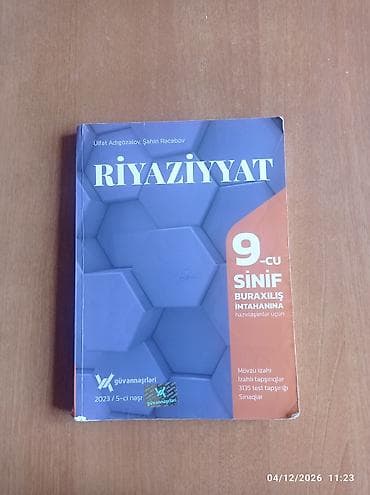 Ülfət Adıgözəlov, Şahin Rəcəbov
RİYAZİYYAT
9-CU
SİNİF
BURAXILIŞ
İMTAHANINA
hazırlaşanlar üçün
Mövzu izahı
İzahlı tapşırıqlar
3135 test tapşırığı
Sınaqlar
güvənnəşrləri
2023 / 5-ci nəşr
güvənnəşrləri
04/12/2026 11:23